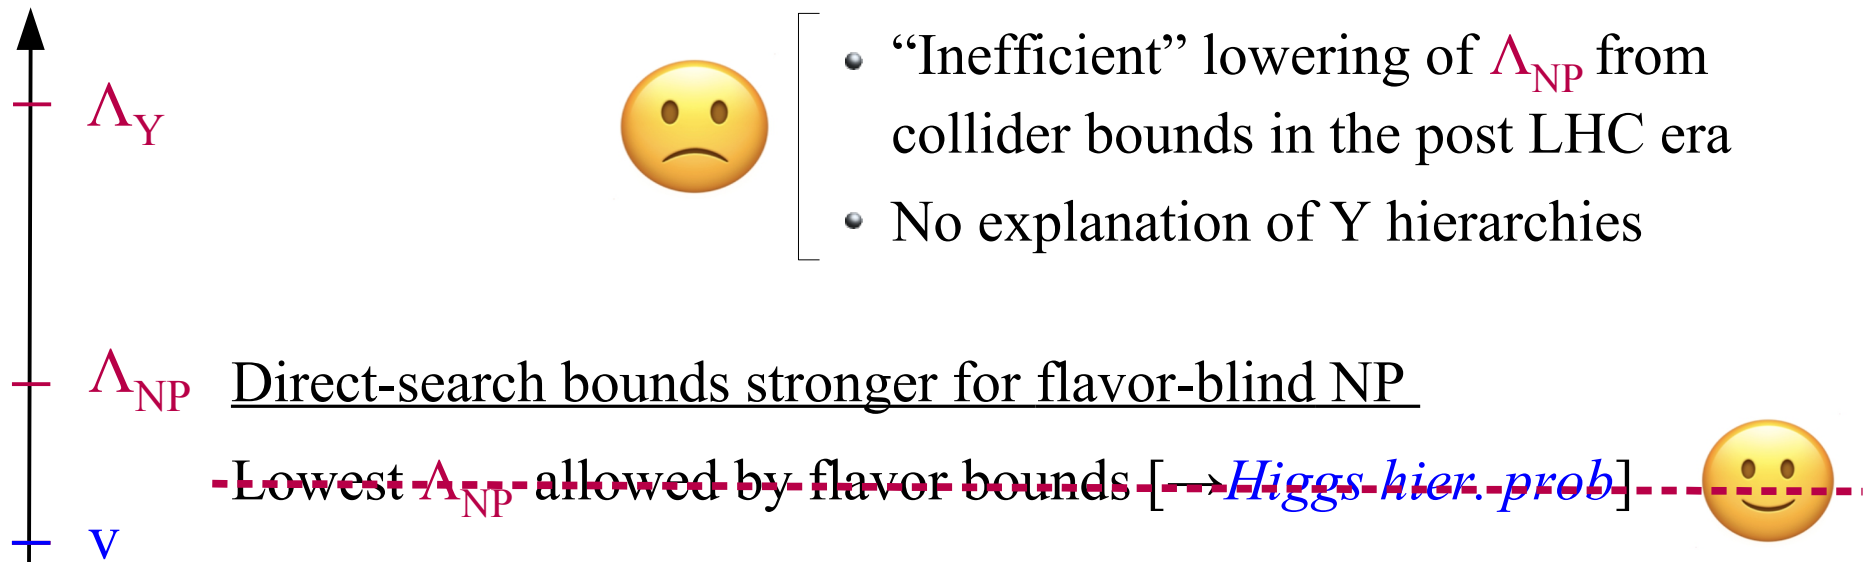 • “Inefficient” lowering of Λ_NP from
collider bounds in the post LHC era
• No explanation of Y hierarchies
Λ_Y
Λ_NP Direct-search bounds stronger for flavor-blind NP
Lowest Λ_NP allowed by flavor bounds [→Higgs hier. prob]
v